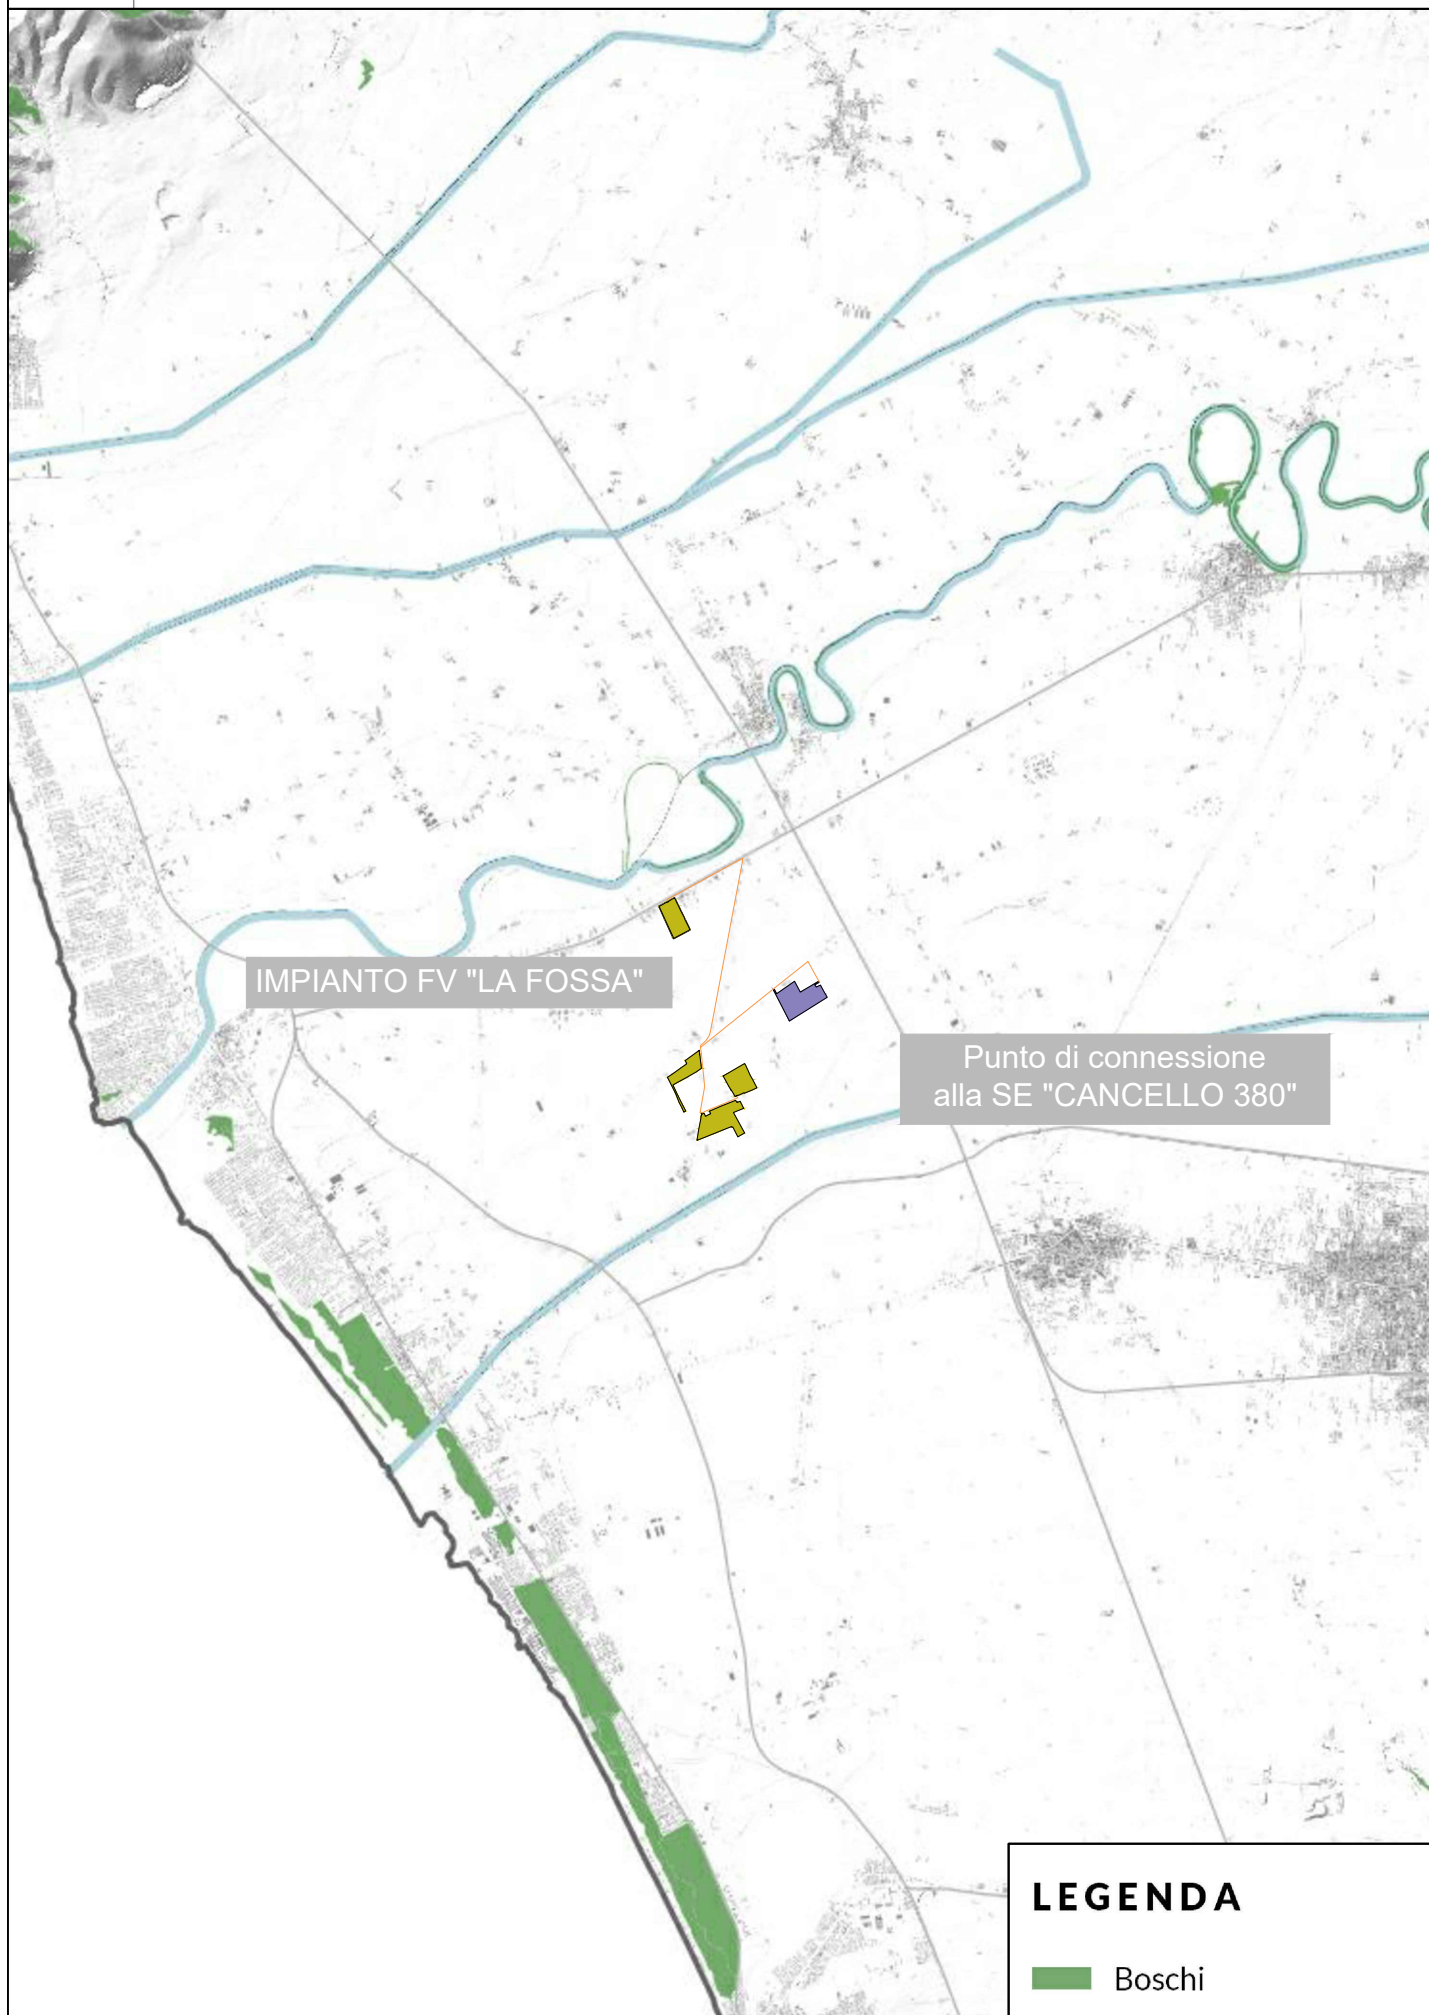 IMPIANTO FV "LA FOSSA"
Punto di connessione
alla SE "CANCELLO 380"
LEGENDA
Boschi